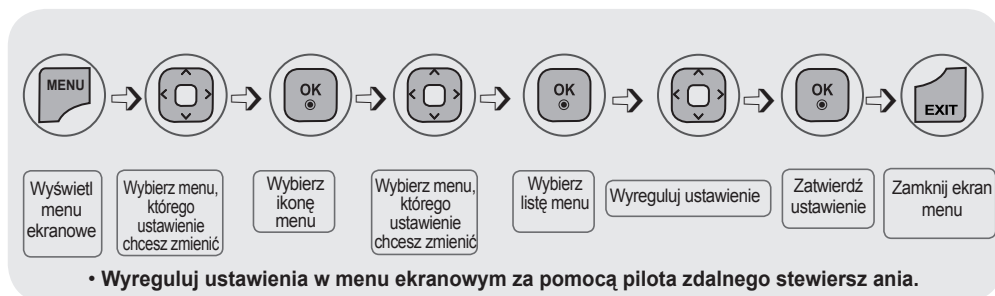 MENU
OK
OK
OK
EXIT
Wyświetl
menu
ekranowe
Wybierz menu,
którego
ustawienie
chcesz zmienić
Wybierz
ikonę
menu
Wybierz menu,
którego
ustawienie
chcesz zmienić
Wybierz
listę menu
Wyreguluj ustawienie
Zatwierdź
ustawienie
Zamknij ekran
menu
• Wyreguluj ustawienia w menu ekranowym za pomocą pilota zdalnego stewiersz ania.